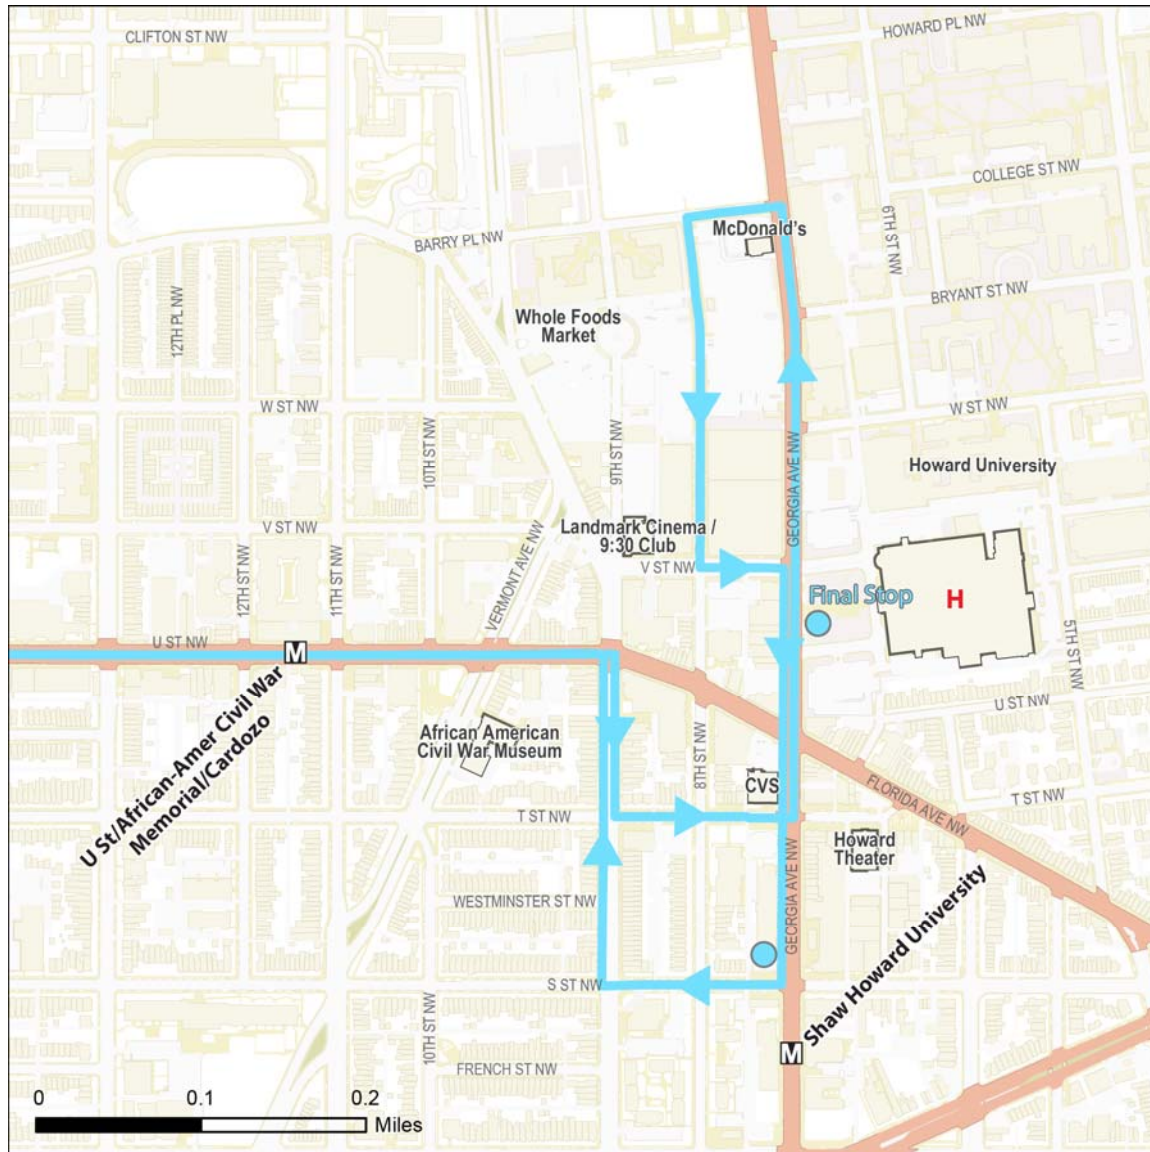 CLIFTON ST NW
HOWARD PL NW
COLLEGE ST NW
6TH ST NW
McDonald's
BARRY PL NW
BRYANT ST NW
12TH PL NW
Whole Foods
Market
W ST NW
W ST NW
10TH ST NW
9TH ST NW
GEORGIA AVE NW
Howard University
V ST NW
Landmark Cinema /
9:30 Club
V ST NW
VERMONT AVE NW
12TH ST NW
11TH ST NW
Final Stop
H
5TH ST NW
U ST NW
M
U St/African-Amer Civil War
Memorial/Cardozo
U ST NW
African American
Civil War Museum
8TH ST NW
CVS
FLORIDA AVE NW
T ST NW
T ST NW
Howard
Theater
GEORGIA AVE NW
WESTMINSTER ST NW
S ST NW
10TH ST NW
M
Shaw Howard University
FRENCH ST NW
0
0.1
0.2
Miles